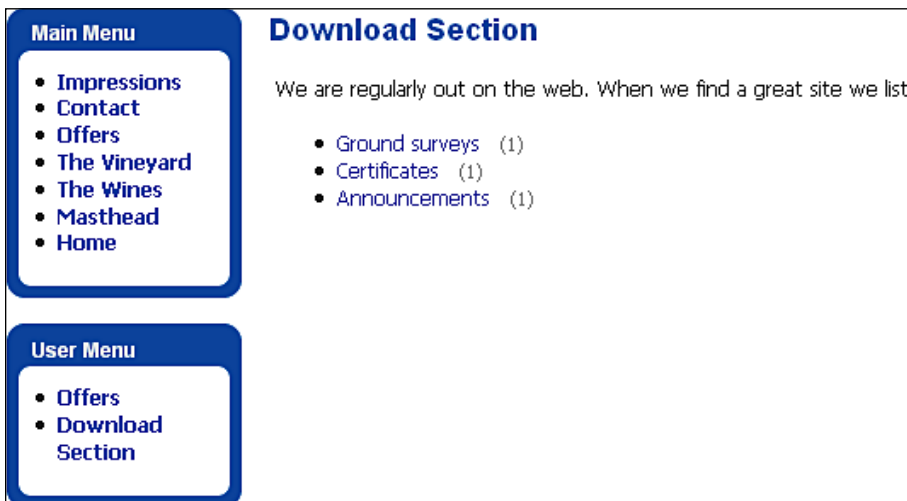 Main Menu
Impressions
Contact
Offers
The Vineyard
The Wines
Masthead
Home
User Menu
Offers
Download
Section
Download Section
We are regularly out on the web. When we find a great site we list
Ground surveys (1)
Certificates (1)
Announcements (1)